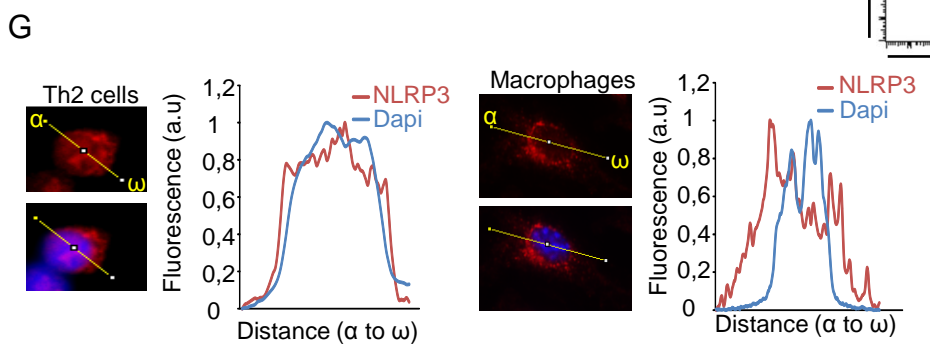 G
Th2 cells
α
ω
Fluorescence (a.u)
1,2
1
0,8
0,6
0,4
0,2
0
NLRP3
Dapi
Distance (α to ω)
Macrophages
α
ω
Fluorescence (a.u)
1,2
1
0,8
0,6
0,4
0,2
0
NLRP3
Dapi
Distance (α to ω)